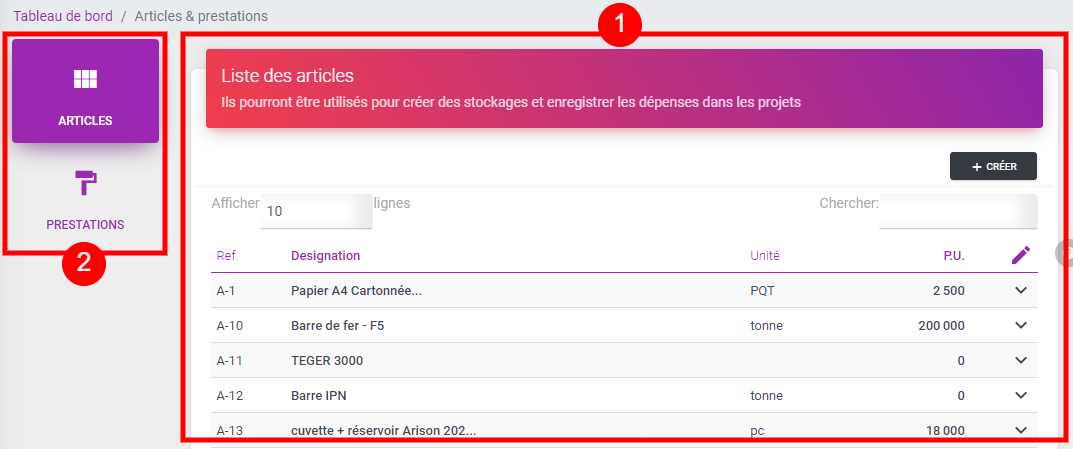 Tableau de bord / Articles & prestations
1
ARTICLES
PRESTATIONS
2
Liste des articles
Ils pourront être utilisés pour créer des stockages et enregistrer les dépenses dans les projets
+ CRÉER
Afficher 10 lignes Chercher:
Ref. Designation Unité P.U.
A-1 Papier A4 Cartonnée... PQT 2 500
A-10 Barre de fer - F5 tonne 200 000
A-11 TEGER 3000 0
A-12 Barre IPN tonne 0
A-13 cuvette + réservoir Arison 202... pc 18 000